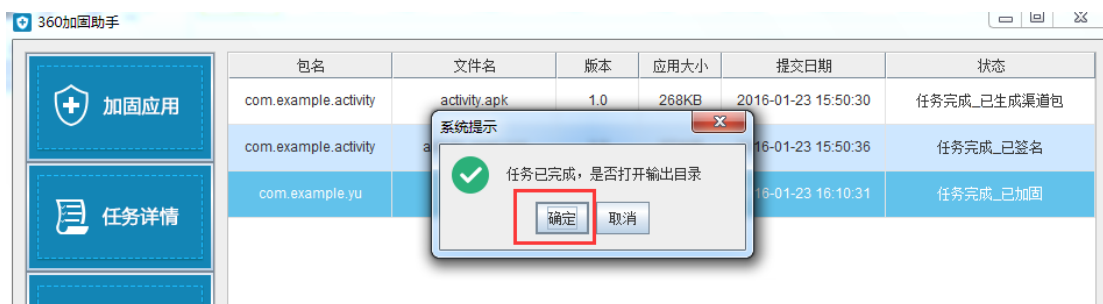 360加固助手
包名 文件名 版本 应用大小 提交日期 状态
加固应用
com.example.activity activity.apk 1.0 268KB 2016-01-23 15:50:30 任务完成_已生成渠道包
系统提示
com.example.activity 16-01-23 15:50:36 任务完成_已签名
任务已完成，是否打开输出目录
com.example.yu 16-01-23 16:10:31 任务完成_已加固
任务详情
确定 取消